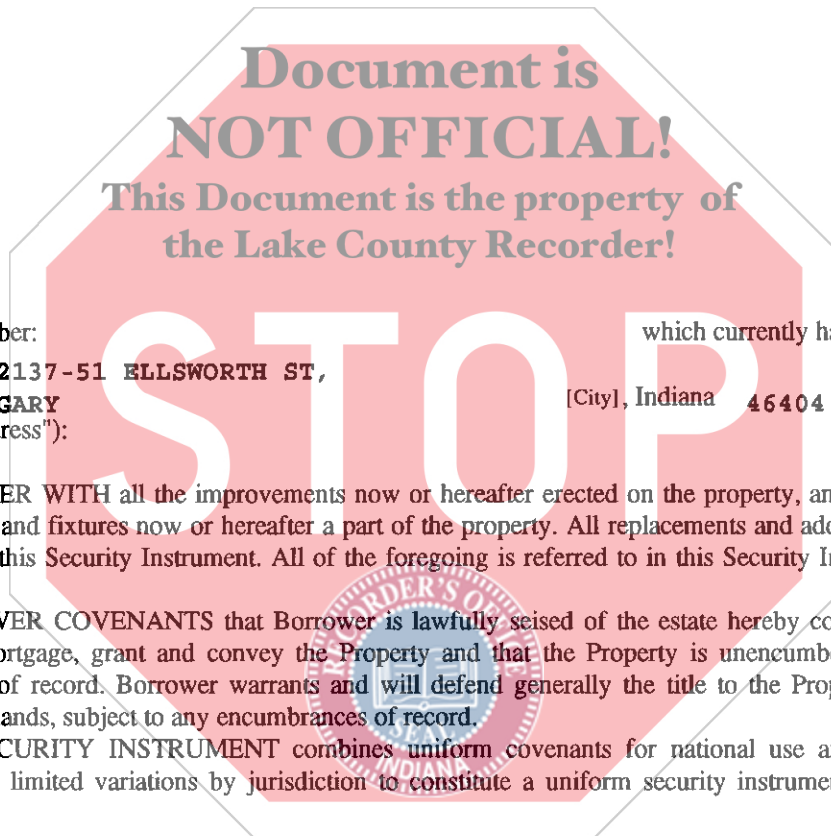 Document is
NOT OFFICIAL!
This Document is the property of
the Lake County Recorder!
STOP
ber: which currently ha
2137-51 ELLSWORTH ST,
GARY [City], Indiana 46404
ress"):
ER WITH all the improvements now or hereafter erected on the property, an
and fixtures now or hereafter a part of the property. All replacements and add
this Security Instrument. All of the foregoing is referred to in this Security I
VER COVENANTS that Borrower is lawfully seised of the estate hereby co
ortgage, grant and convey the Property and that the Property is unencumb
of record. Borrower warrants and will defend generally the title to the Prop
ands, subject to any encumbrances of record.
CURITY INSTRUMENT combines uniform covenants for national use a
limited variations by jurisdiction to constitute a uniform security instrume
RECORDER'S OF
SEAL
INDIANA